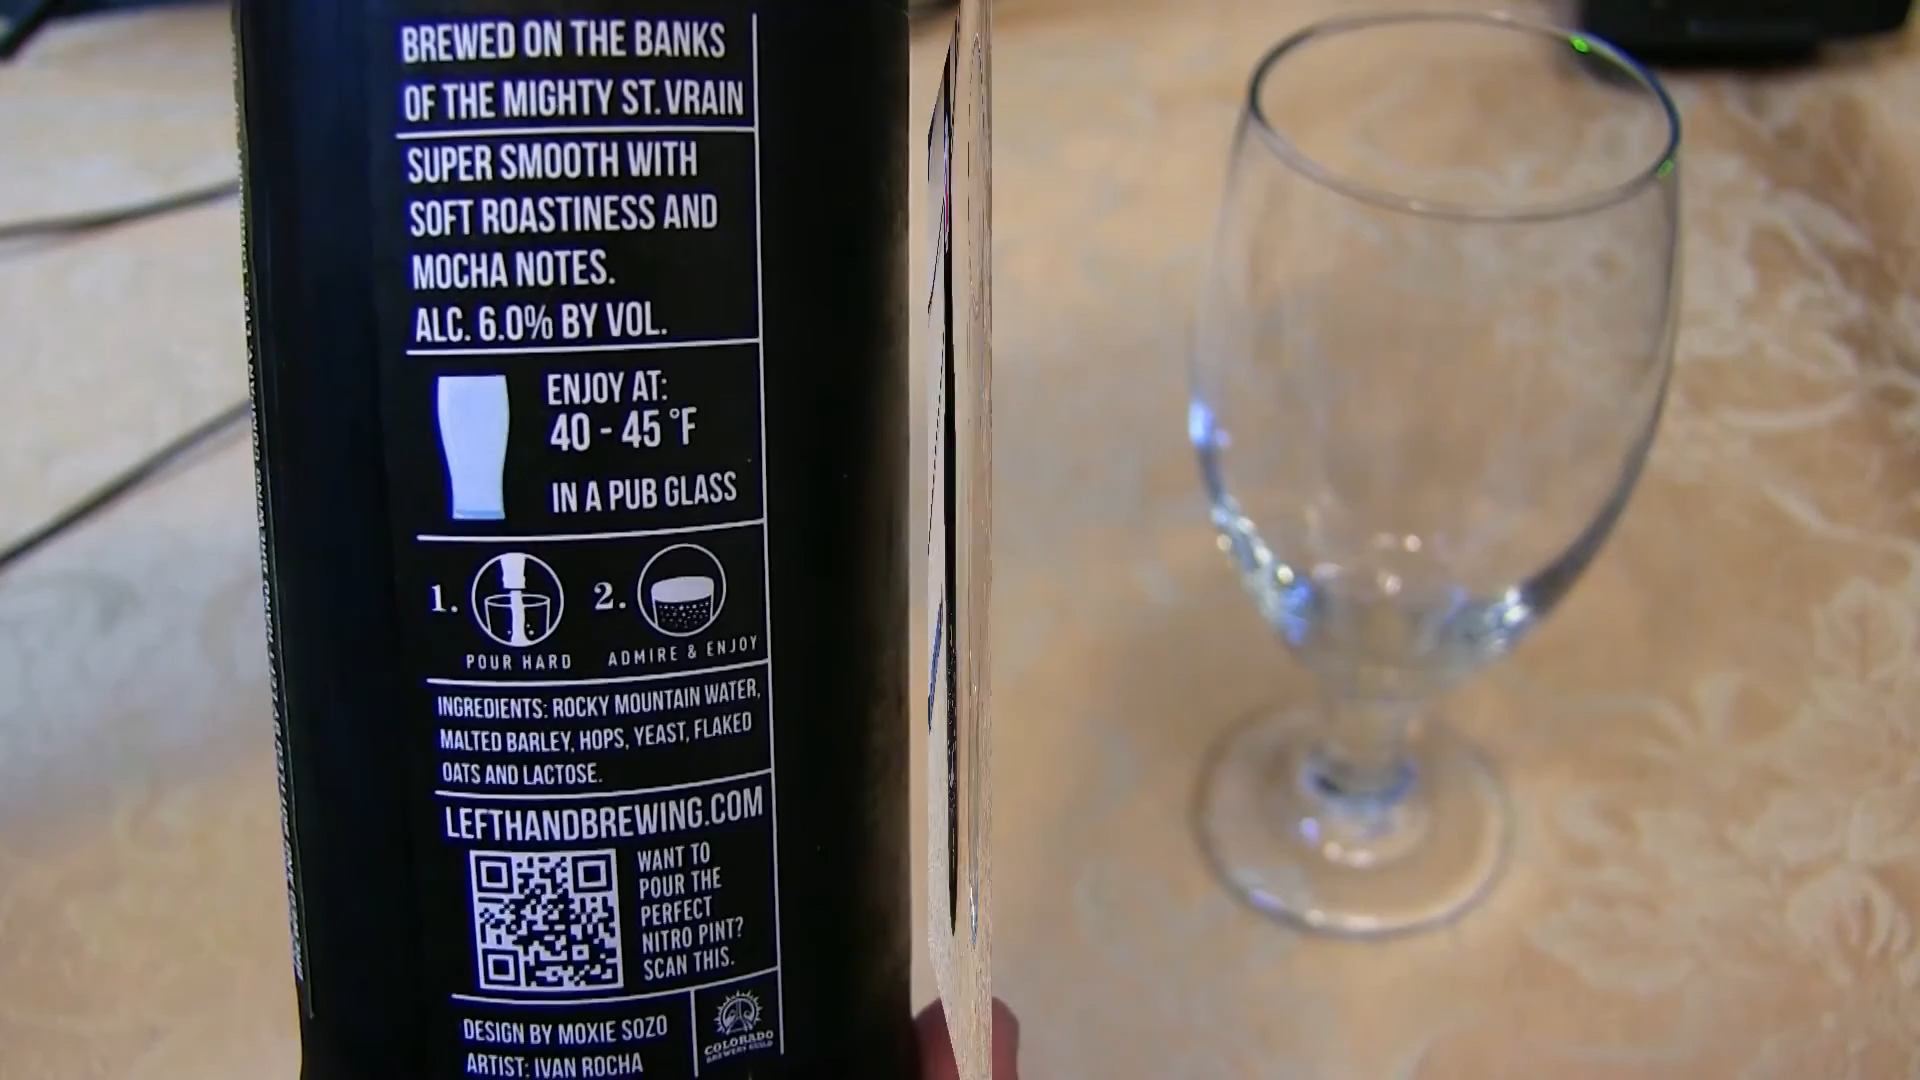 BREWED ON THE BANKS
OF THE MIGHTY ST. VRAIN
SUPER SMOOTH WITH
SOFT ROASTINESS AND
MOCHA NOTES.
ALC. 6.0% BY VOL.
ENJOY AT:
40 - 45 °F
IN A PUB GLASS
1. 2.
POUR HARD ADMIRE & ENJOY
INGREDIENTS: ROCKY MOUNTAIN WATER,
MALTED BARLEY, HOPS, YEAST, FLAKED
OATS AND LACTOSE.
LEFTHANDBREWING.COM
WANT TO
POUR THE
PERFECT
NITRO PINT?
SCAN THIS.
DESIGN BY MOXIE SOZO
ARTIST: IVAN ROCHA
COLORADO
BREWERS GUILD